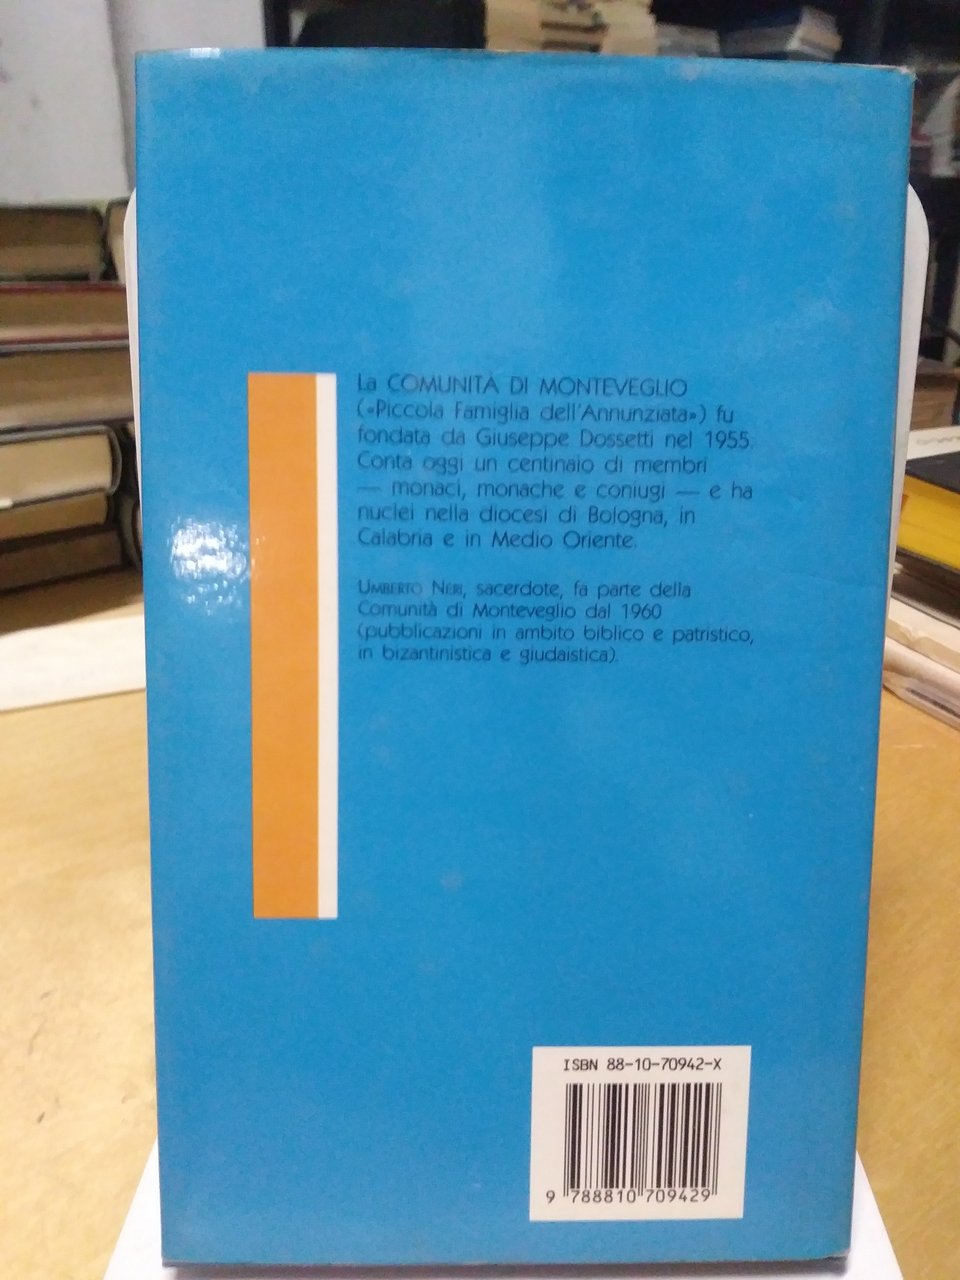 La COMUNITÀ DI MONTEVEGLIO
(«Piccola Famiglia dell'Annunziata») fu
fondata da Giuseppe Dossetti nel 1955.
Conta oggi un centinaio di membri
— monaci, monache e coniugi — e ha
nuclei nella diocesi di Bologna, in
Calabria e in Medio Oriente.
UMBERTO NERI, sacerdote, fa parte della
Comunità di Monteveglio dal 1960
(pubblicazioni in ambito biblico e patristico,
in bizantinistica e giudaistica).
ISBN 88-10-70942-X
9 788810 709429